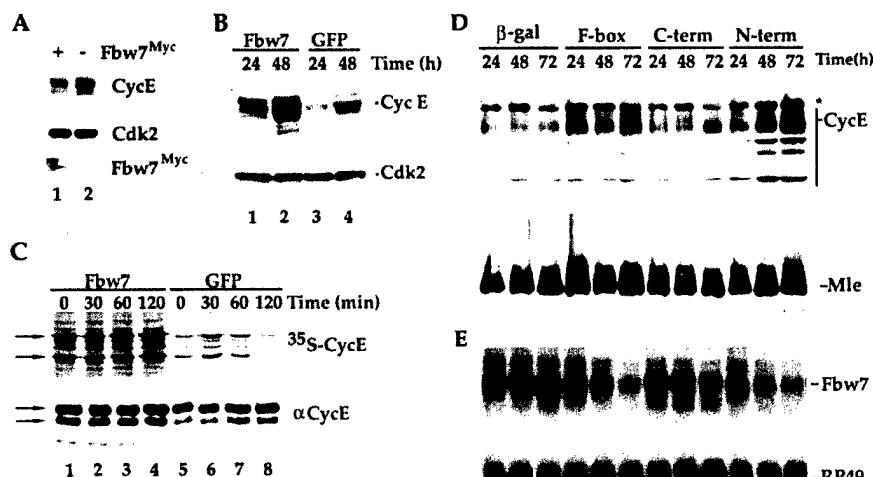 A
+ - Fbw7Myc
CycE
Cdk2
Fbw7Myc
1 2
B
Fbw7 GFP
24 48 24 48 Time (h)
·Cyc E
·Cdk2
1 2 3 4
C
Fbw7 GFP
0 30 60 120 0 30 60 120 Time (min)
35S-CycE
αCycE
1 2 3 4 5 6 7 8
D
β-gal F-box C-term N-term
24 48 72 24 48 72 24 48 72 24 48 72 Time(h)
*
-CycE
-Mle
E
-Fbw7
-RP49